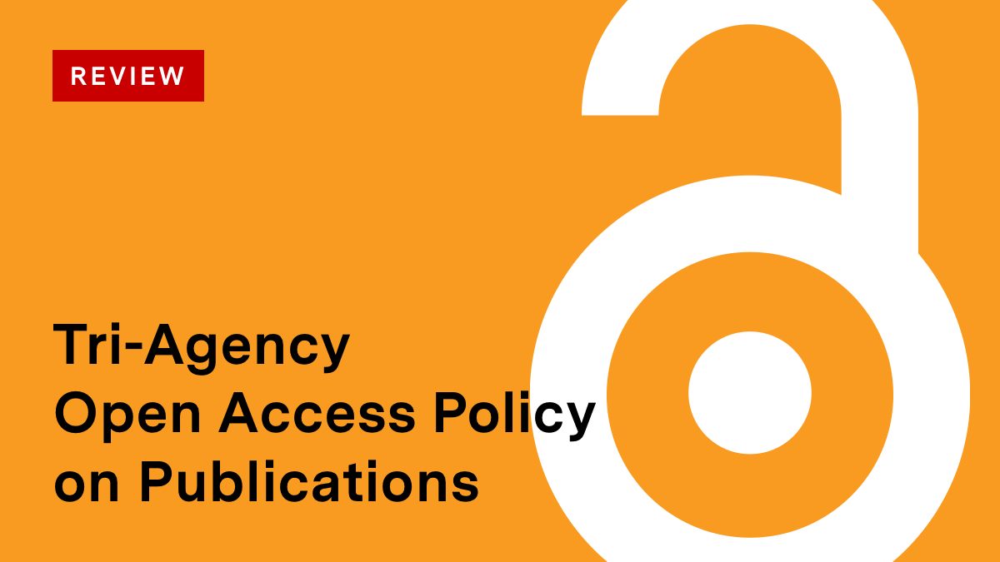 REVIEW
Tri-Agency
Open Access Policy
on Publications